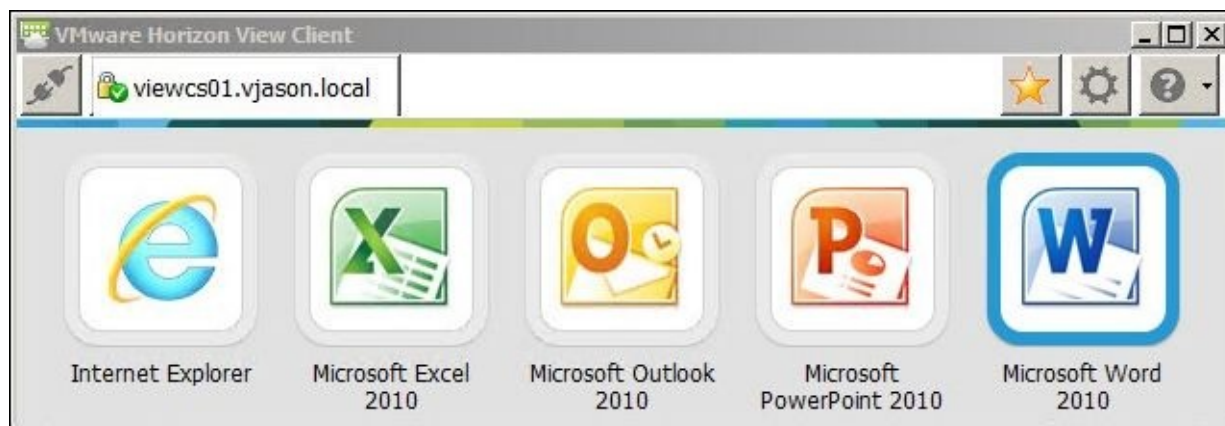 VMware Horizon View Client
viewcs01.vjason.local
Internet Explorer
Microsoft Excel
2010
Microsoft Outlook
2010
Microsoft
PowerPoint 2010
Microsoft Word
2010